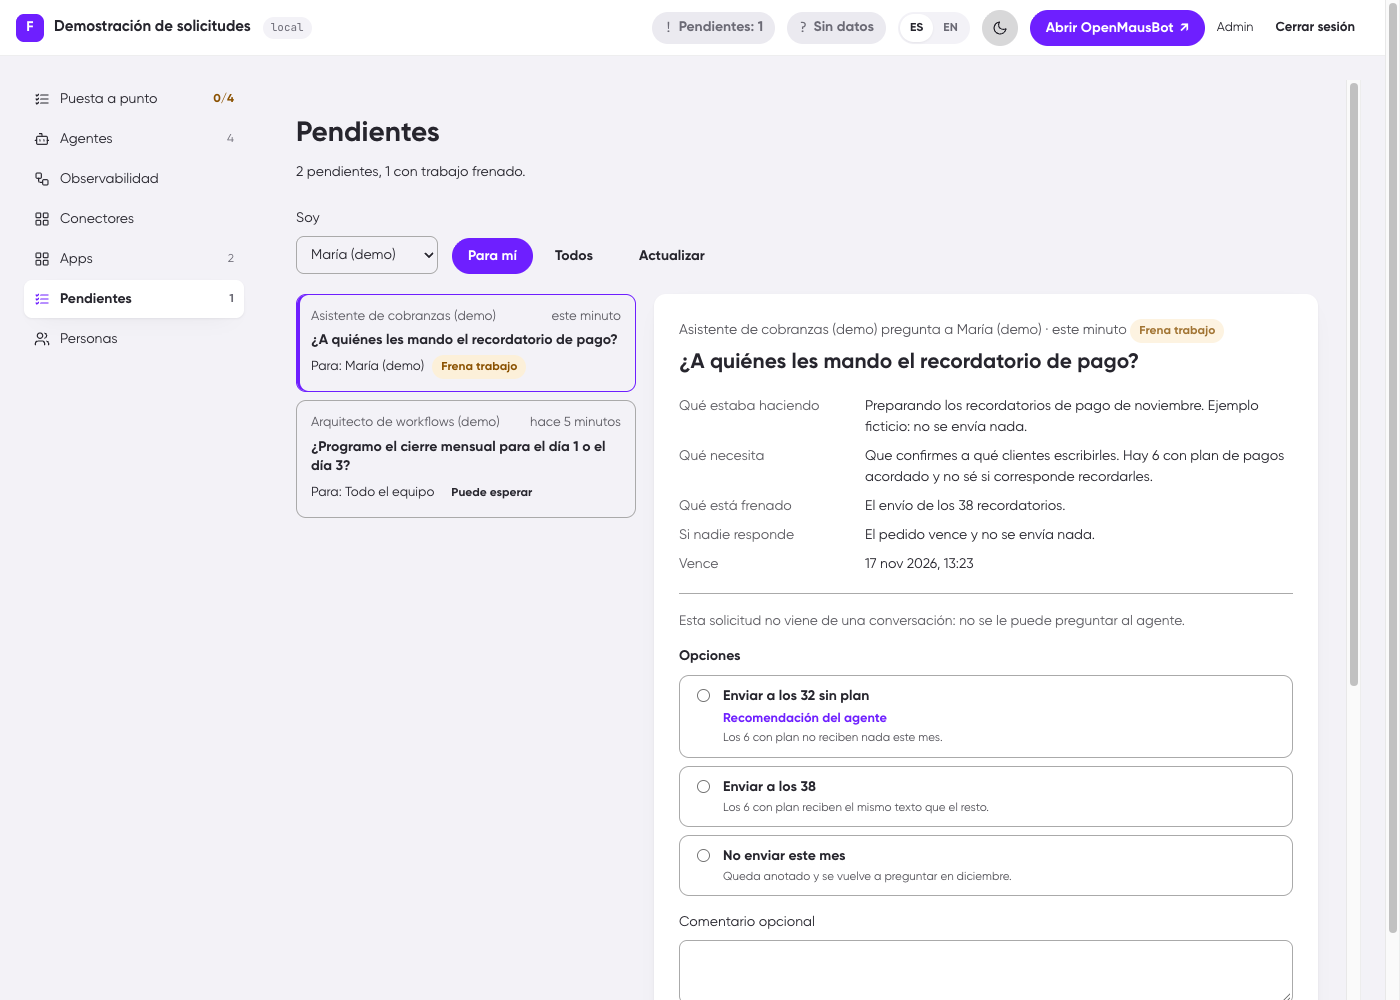 F Demostración de solicitudes local
! Pendientes: 1
? Sin datos
ES EN
Abrir OpenMausBot ↗
Admin
Cerrar sesión
Puesta a punto 0/4
Agentes 4
Observabilidad
Conectores
Apps 2
Pendientes 1
Personas
Pendientes
2 pendientes, 1 con trabajo frenado.
Soy
María (demo)
Para mí
Todos
Actualizar
Asistente de cobranzas (demo) este minuto
¿A quiénes les mando el recordatorio de pago?
Para: María (demo) Frena trabajo
Arquitecto de workflows (demo) hace 5 minutos
¿Programo el cierre mensual para el día 1 o el
día 3?
Para: Todo el equipo Puede esperar
Asistente de cobranzas (demo) pregunta a María (demo) · este minuto Frena trabajo
¿A quiénes les mando el recordatorio de pago?
Qué estaba haciendo Preparando los recordatorios de pago de noviembre. Ejemplo
ficticio: no se envía nada.
Qué necesita Que confirmes a qué clientes escribirles. Hay 6 con plan de pagos
acordado y no sé si corresponde recordarles.
Qué está frenado El envío de los 38 recordatorios.
Si nadie responde El pedido vence y no se envía nada.
Vence 17 nov 2026, 13:23
Esta solicitud no viene de una conversación: no se le puede preguntar al agente.
Opciones
Enviar a los 32 sin plan
Recomendación del agente
Los 6 con plan no reciben nada este mes.
Enviar a los 38
Los 6 con plan reciben el mismo texto que el resto.
No enviar este mes
Queda anotado y se vuelve a preguntar en diciembre.
Comentario opcional